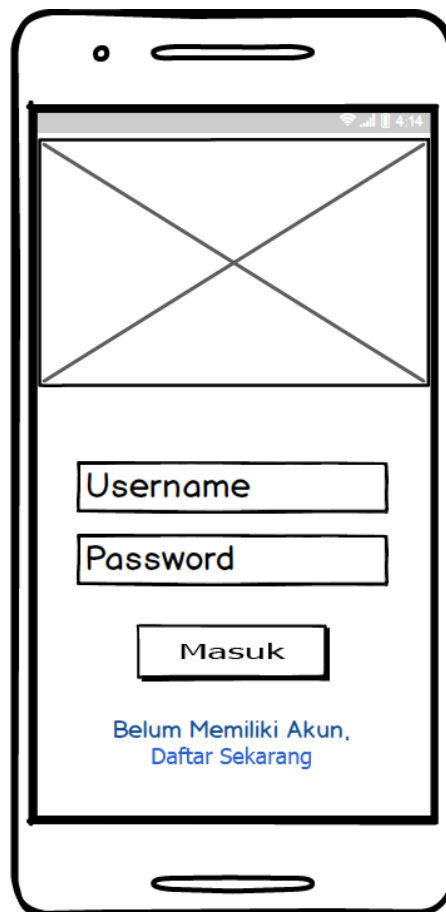 4:14
Username
Password
Masuk
Belum Memiliki Akun,
Daftar Sekarang